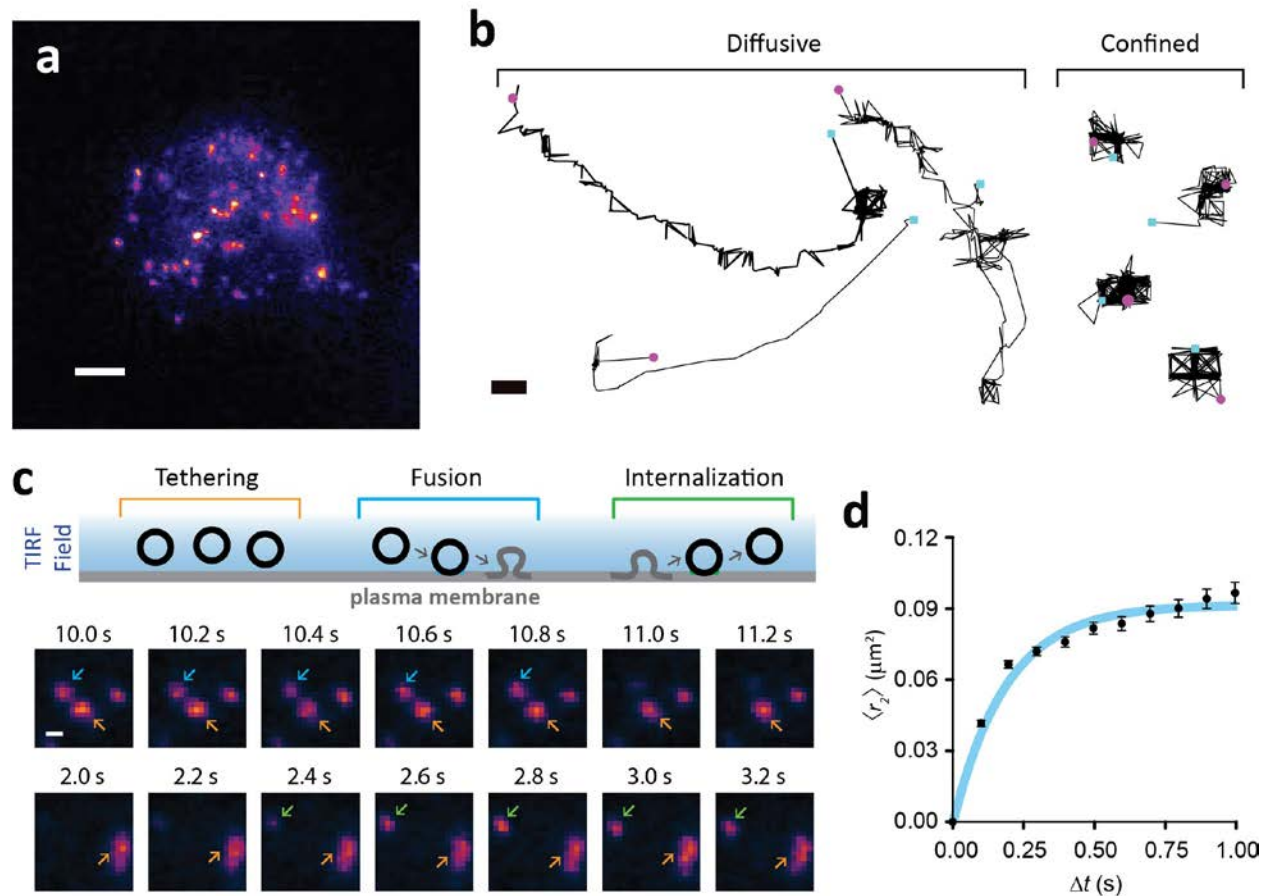 a
b
Diffusive
Confined
c
Tethering
Fusion
Internalization
TIRF
Field
plasma membrane
10.0 s
10.2 s
10.4 s
10.6 s
10.8 s
11.0 s
11.2 s
2.0 s
2.2 s
2.4 s
2.6 s
2.8 s
3.0 s
3.2 s
d
0.12
0.09
0.06
0.03
0.00
⟨r₂⟩ (μm²)
0.00
0.25
0.50
0.75
1.00
Δt (s)